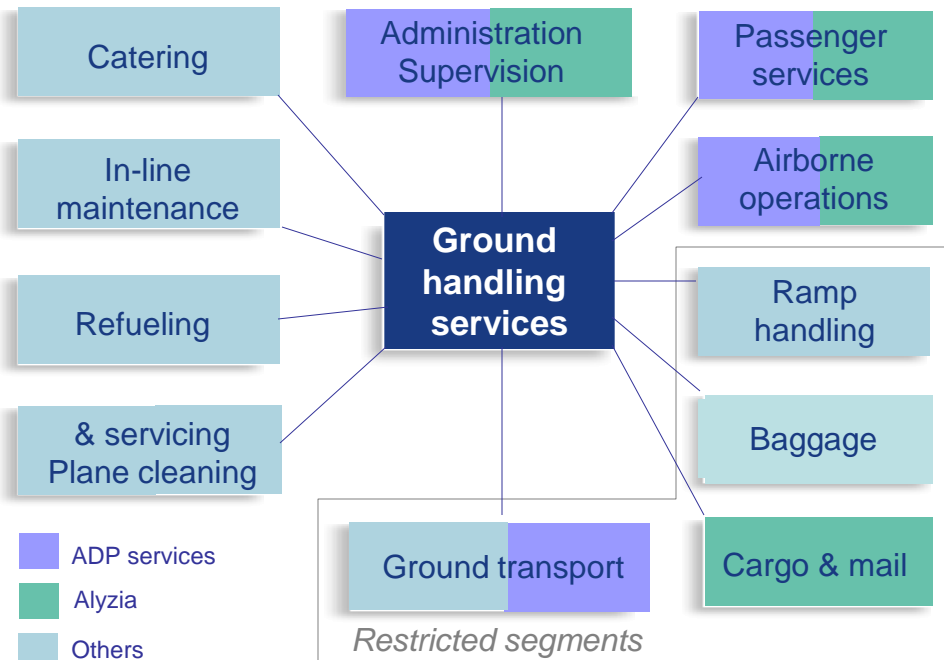 Catering
Administration
Supervision
Passenger
services
In-line
maintenance
Airborne
operations
Ground
handling
services
Refueling
Ramp
handling
& servicing
Plane cleaning
Baggage
Ground transport
Cargo & mail
ADP services
Alyzia
Others
Restricted segments